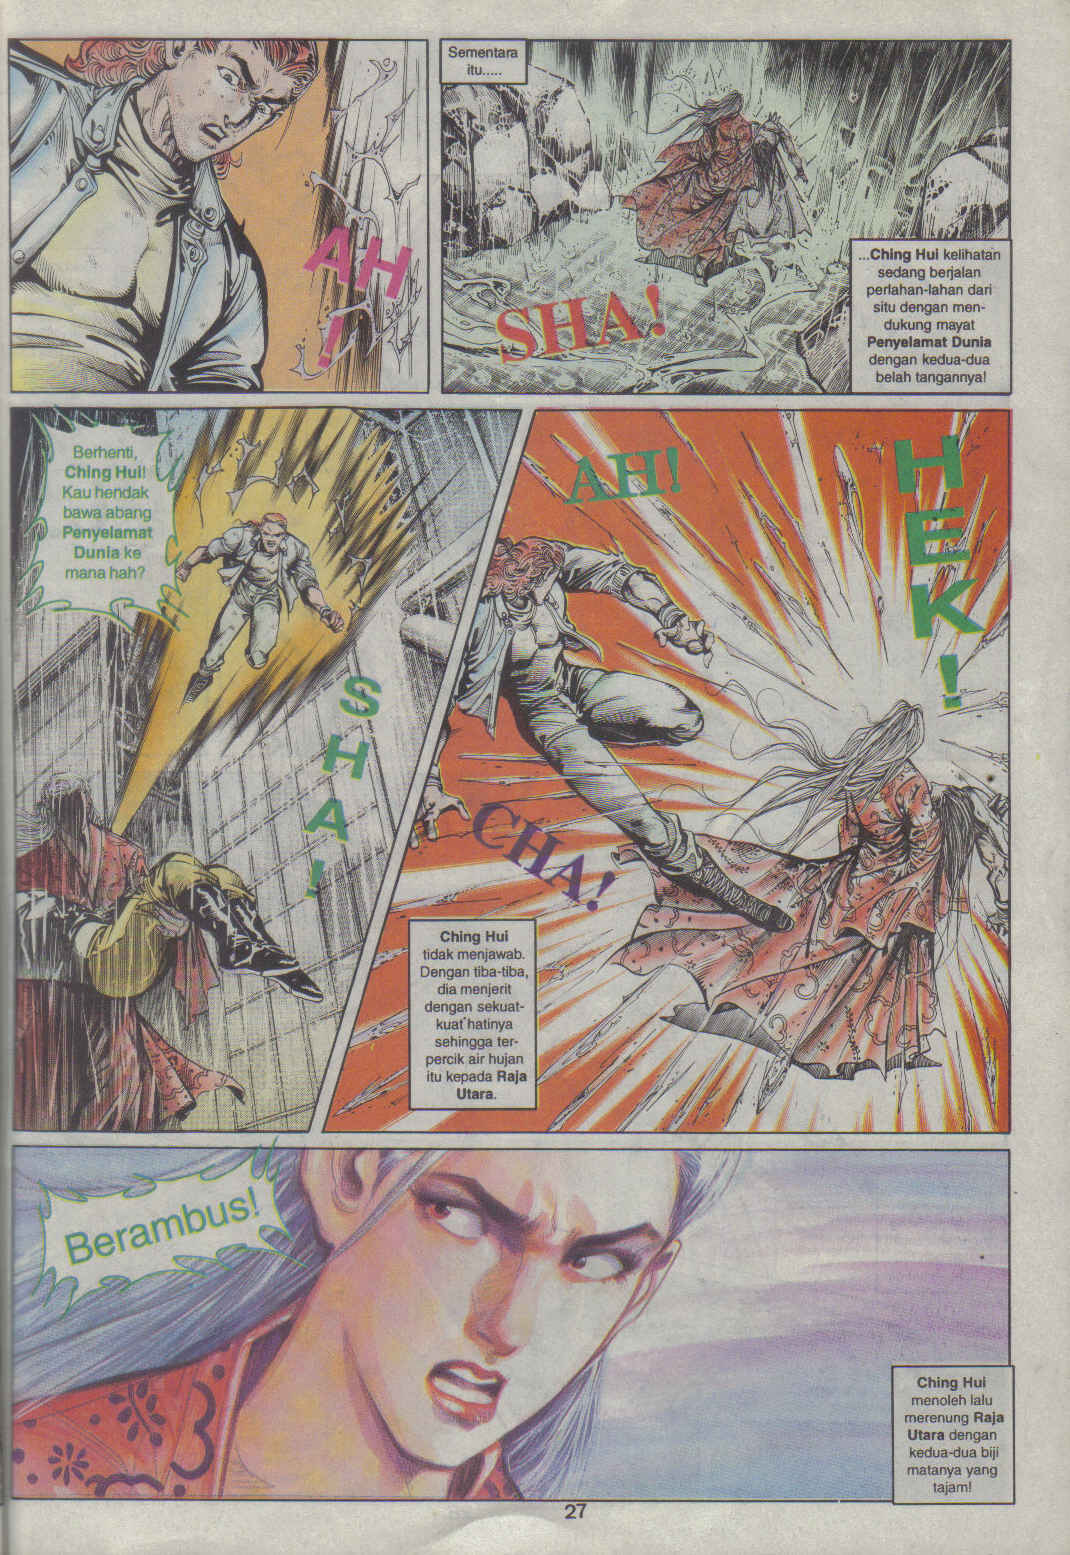 AH
!
Sementara
itu.....
SHA!
...Ching Hui kelihatan
sedang berjalan
perlahan-lahan dari
situ dengan men-
dukung mayat
Penyelamat Dunia
dengan kedua-dua
belah tangannya!
Berhenti,
Ching Hui!
Kau hendak
bawa abang
Penyelamat
Dunia ke
mana hah?
SHA!
AH!
HEK!
CHA!
Ching Hui
tidak menjawab.
Dengan tiba-tiba,
dia menjerit
dengan sekuat-
kuat hatinya
sehingga ter-
percik air hujan
itu kepada Raja
Utara.
Berambus!
Ching Hui
menoleh lalu
merenung Raja
Utara dengan
kedua-dua biji
matanya yang
tajam!
27